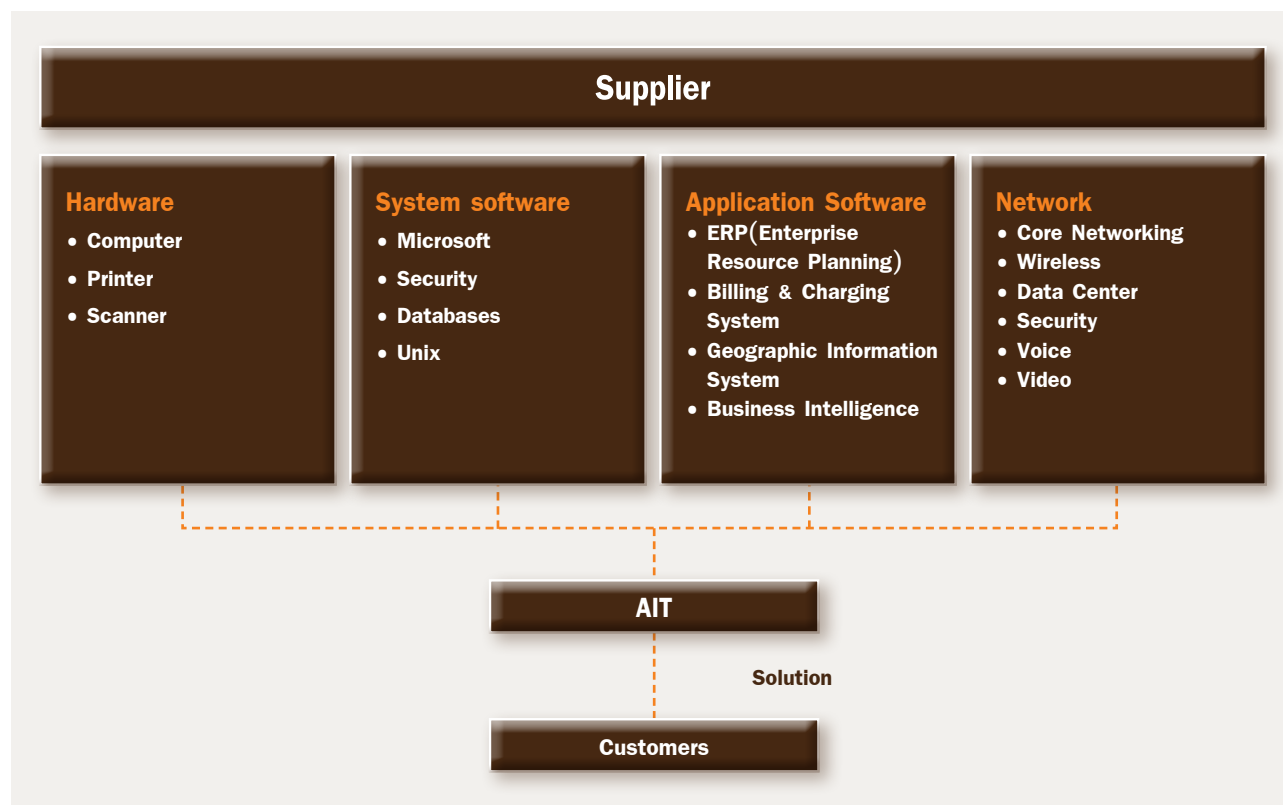 Supplier
Hardware
• Computer
• Printer
• Scanner
System software
• Microsoft
• Security
• Databases
• Unix
Application Software
• ERP(Enterprise
Resource Planning)
• Billing & Charging
System
• Geographic Information
System
• Business Intelligence
Network
• Core Networking
• Wireless
• Data Center
• Security
• Voice
• Video
AIT
Solution
Customers